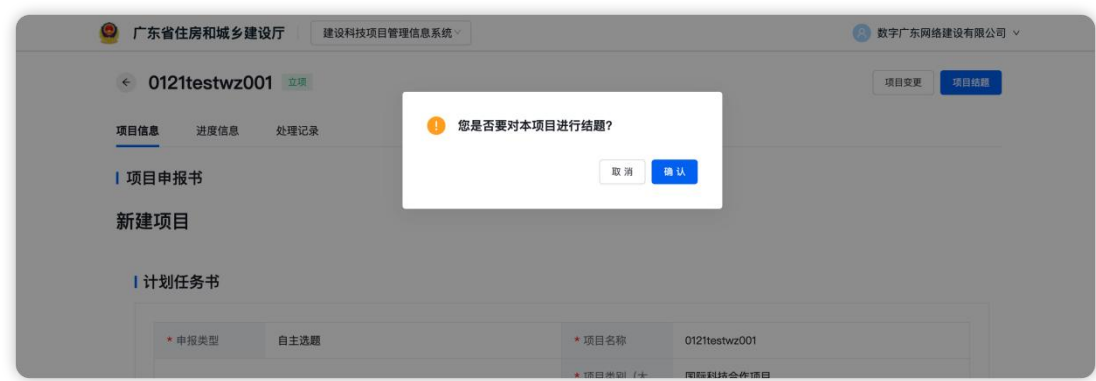 广东省住房和城乡建设厅 建设科技项目管理信息系统 数字广东网络建设有限公司
0121testwz001 立项 项目变更 项目结题
您是否要对本项目进行结题?
项目信息 进度信息 处理记录
取消 确认
项目申报书
新建项目
计划任务书
* 申报类型 自主选题 * 项目名称 0121testwz001
* 项目类别（大 国际科技合作项目